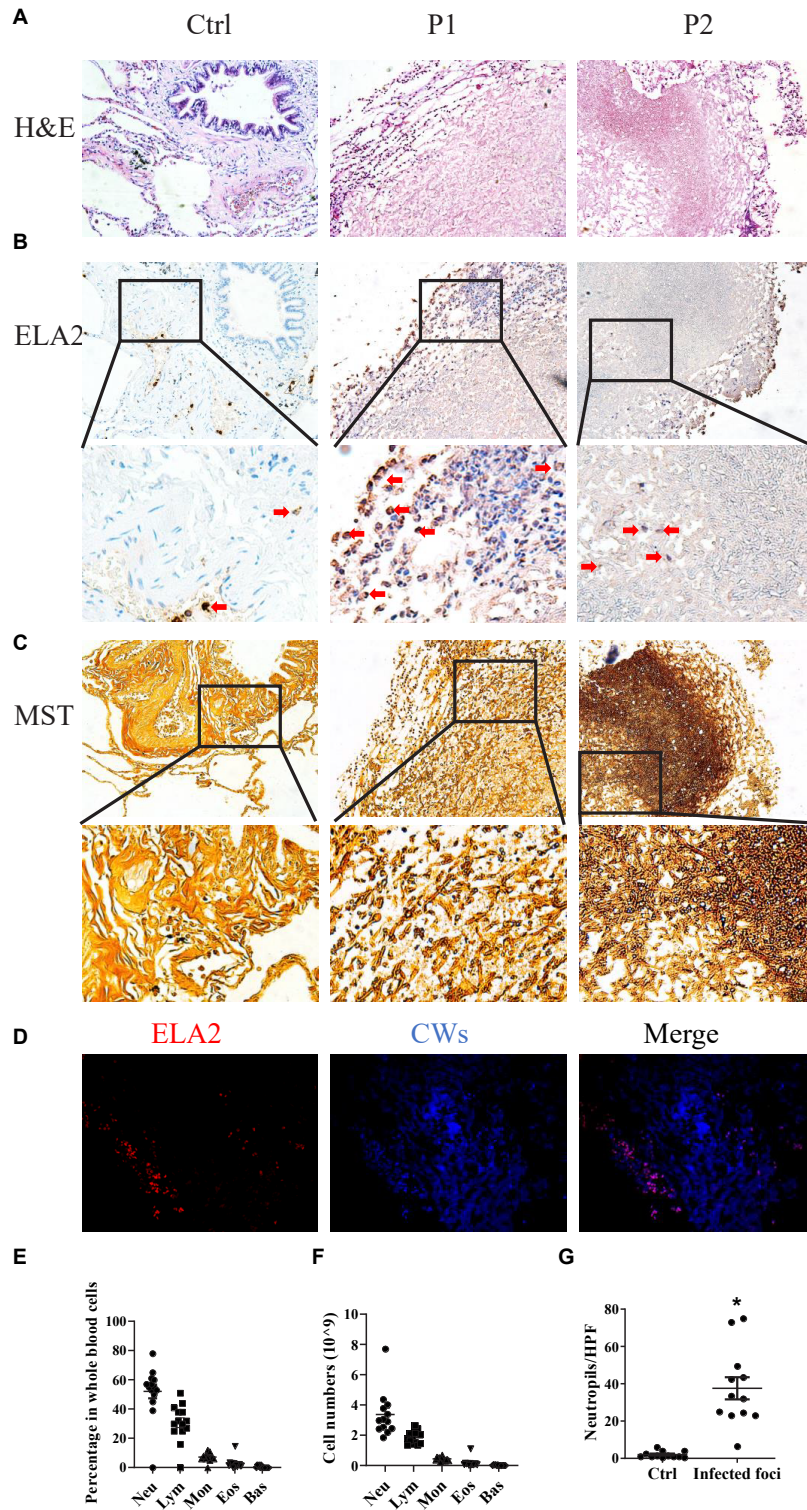 A
Ctrl P1 P2
H&E
B
ELA2
C
MST
D
ELA2 CWs Merge
E F G
Percentage in whole blood cells
100
80
60
40
20
0
Neu Lym Mon Eos Bas
Cell numbers (10^9)
10
8
6
4
2
0
Neu Lym Mon Eos Bas
Neutropils/HPF
80
60
40
20
0
*
Ctrl Infected foci